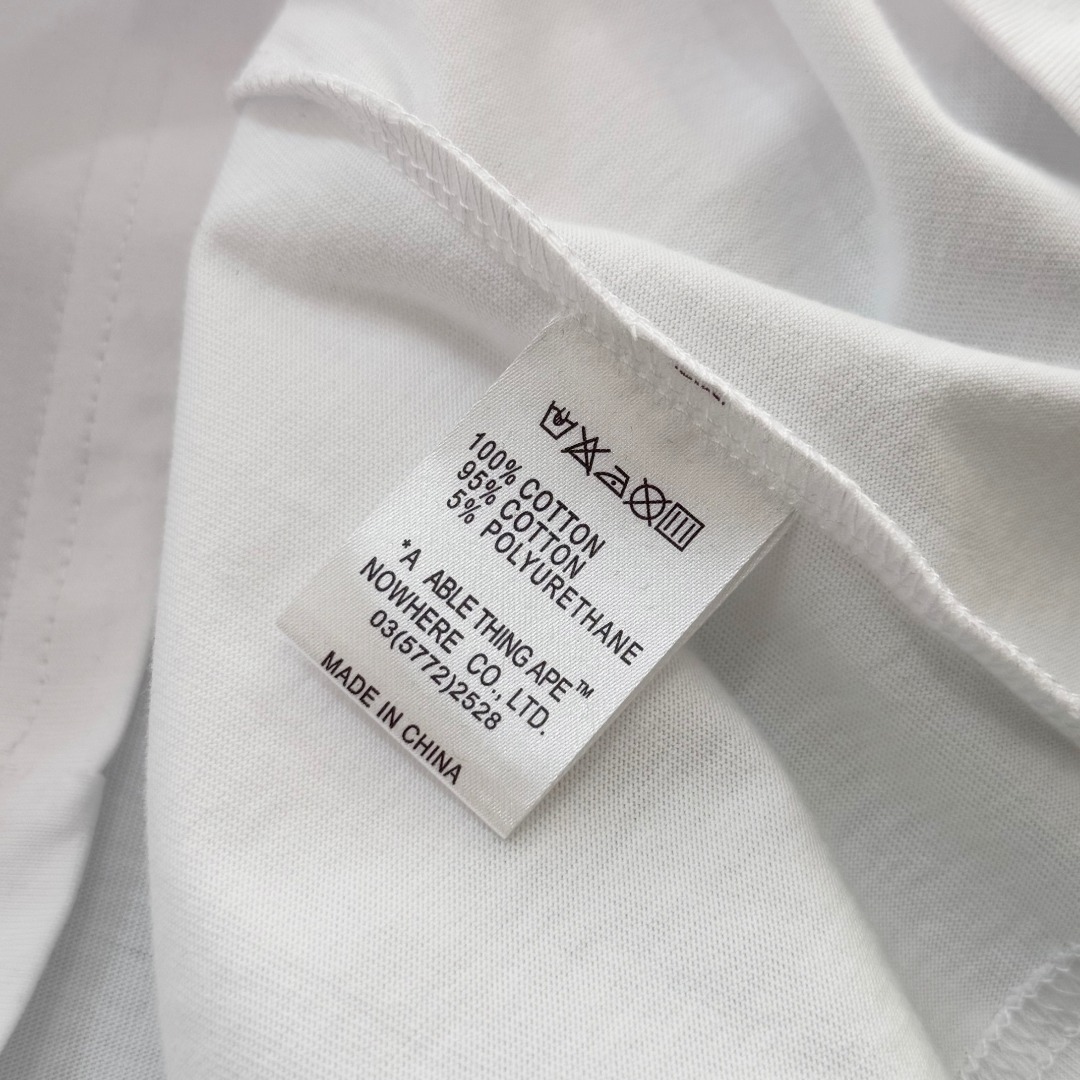 100% COTTON
95% COTTON
5% POLYURETHANE
*A ABLE THING APE™
NOWHERE CO., LTD.
03(5772)2528
MADE IN CHINA